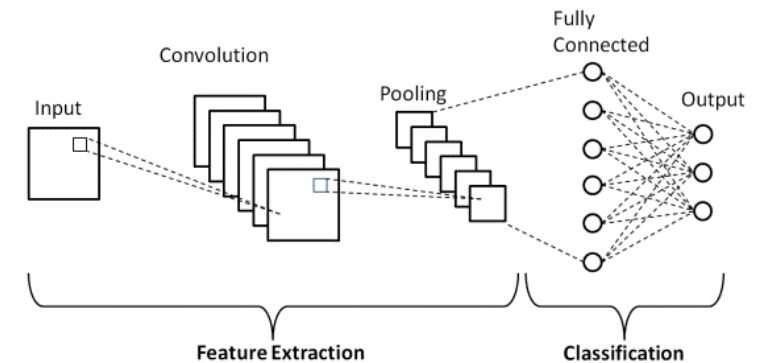 Fully
Connected
Convolution
Pooling
Output
Input
Feature Extraction
Classification